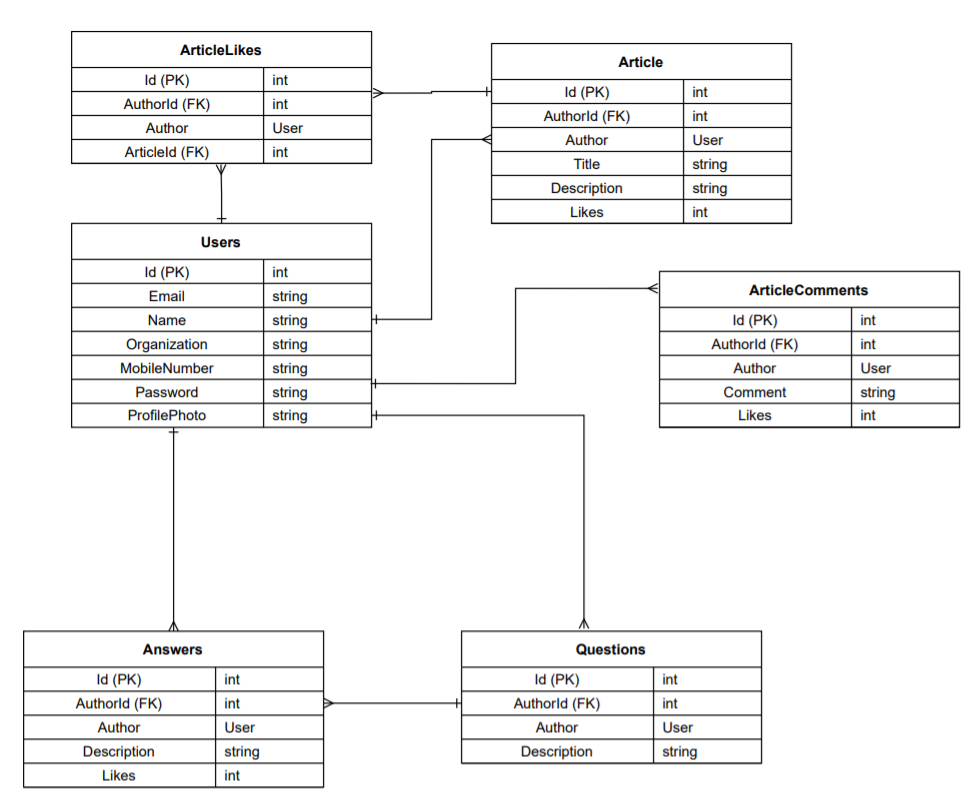 ArticleLikes
Id (PK) int
AuthorId (FK) int
Author User
ArticleId (FK) int
Article
Id (PK) int
AuthorId (FK) int
Author User
Title string
Description string
Likes int
Users
Id (PK) int
Email string
Name string
Organization string
MobileNumber string
Password string
ProfilePhoto string
ArticleComments
Id (PK) int
AuthorId (FK) int
Author User
Comment string
Likes int
Answers
Id (PK) int
AuthorId (FK) int
Author User
Description string
Likes int
Questions
Id (PK) int
AuthorId (FK) int
Author User
Description string